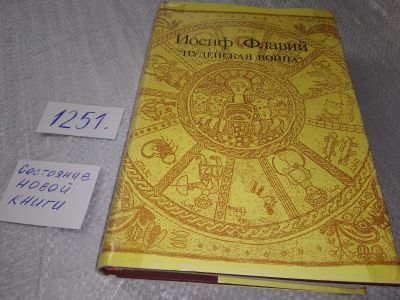 Иосиф Флавий
"ИУДЕЙСКАЯ ВОЙНА"
1251.
Состояние
новой
книги